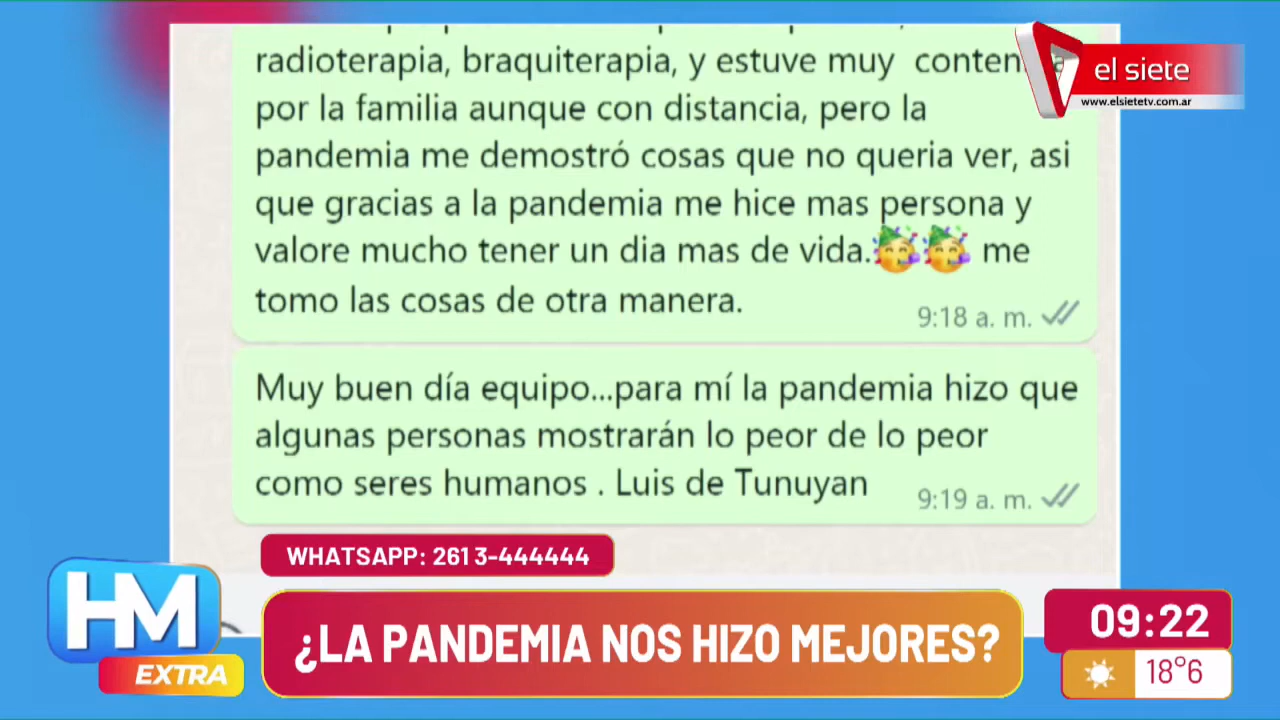 radioterapia, braquiterapia, y estuve muy
por la familia aunque con distancia, pero la
pandemia me demostró cosas que no queria ver, asi
que gracias a la pandemia me hice mas persona y
valore mucho tener un dia mas de vida.🥳🥳 me
tomo las cosas de otra manera.
9:18 a. m.
Muy buen día equipo...para mí la pandemia hizo que
algunas personas mostrarán lo peor de lo peor
como seres humanos . Luis de Tunuyan
9:19 a. m.
el siete
www.elsietetv.com.ar
WHATSAPP: 2613-444444
HM
EXTRA
¿LA PANDEMIA NOS HIZO MEJORES?
09:22
18°6